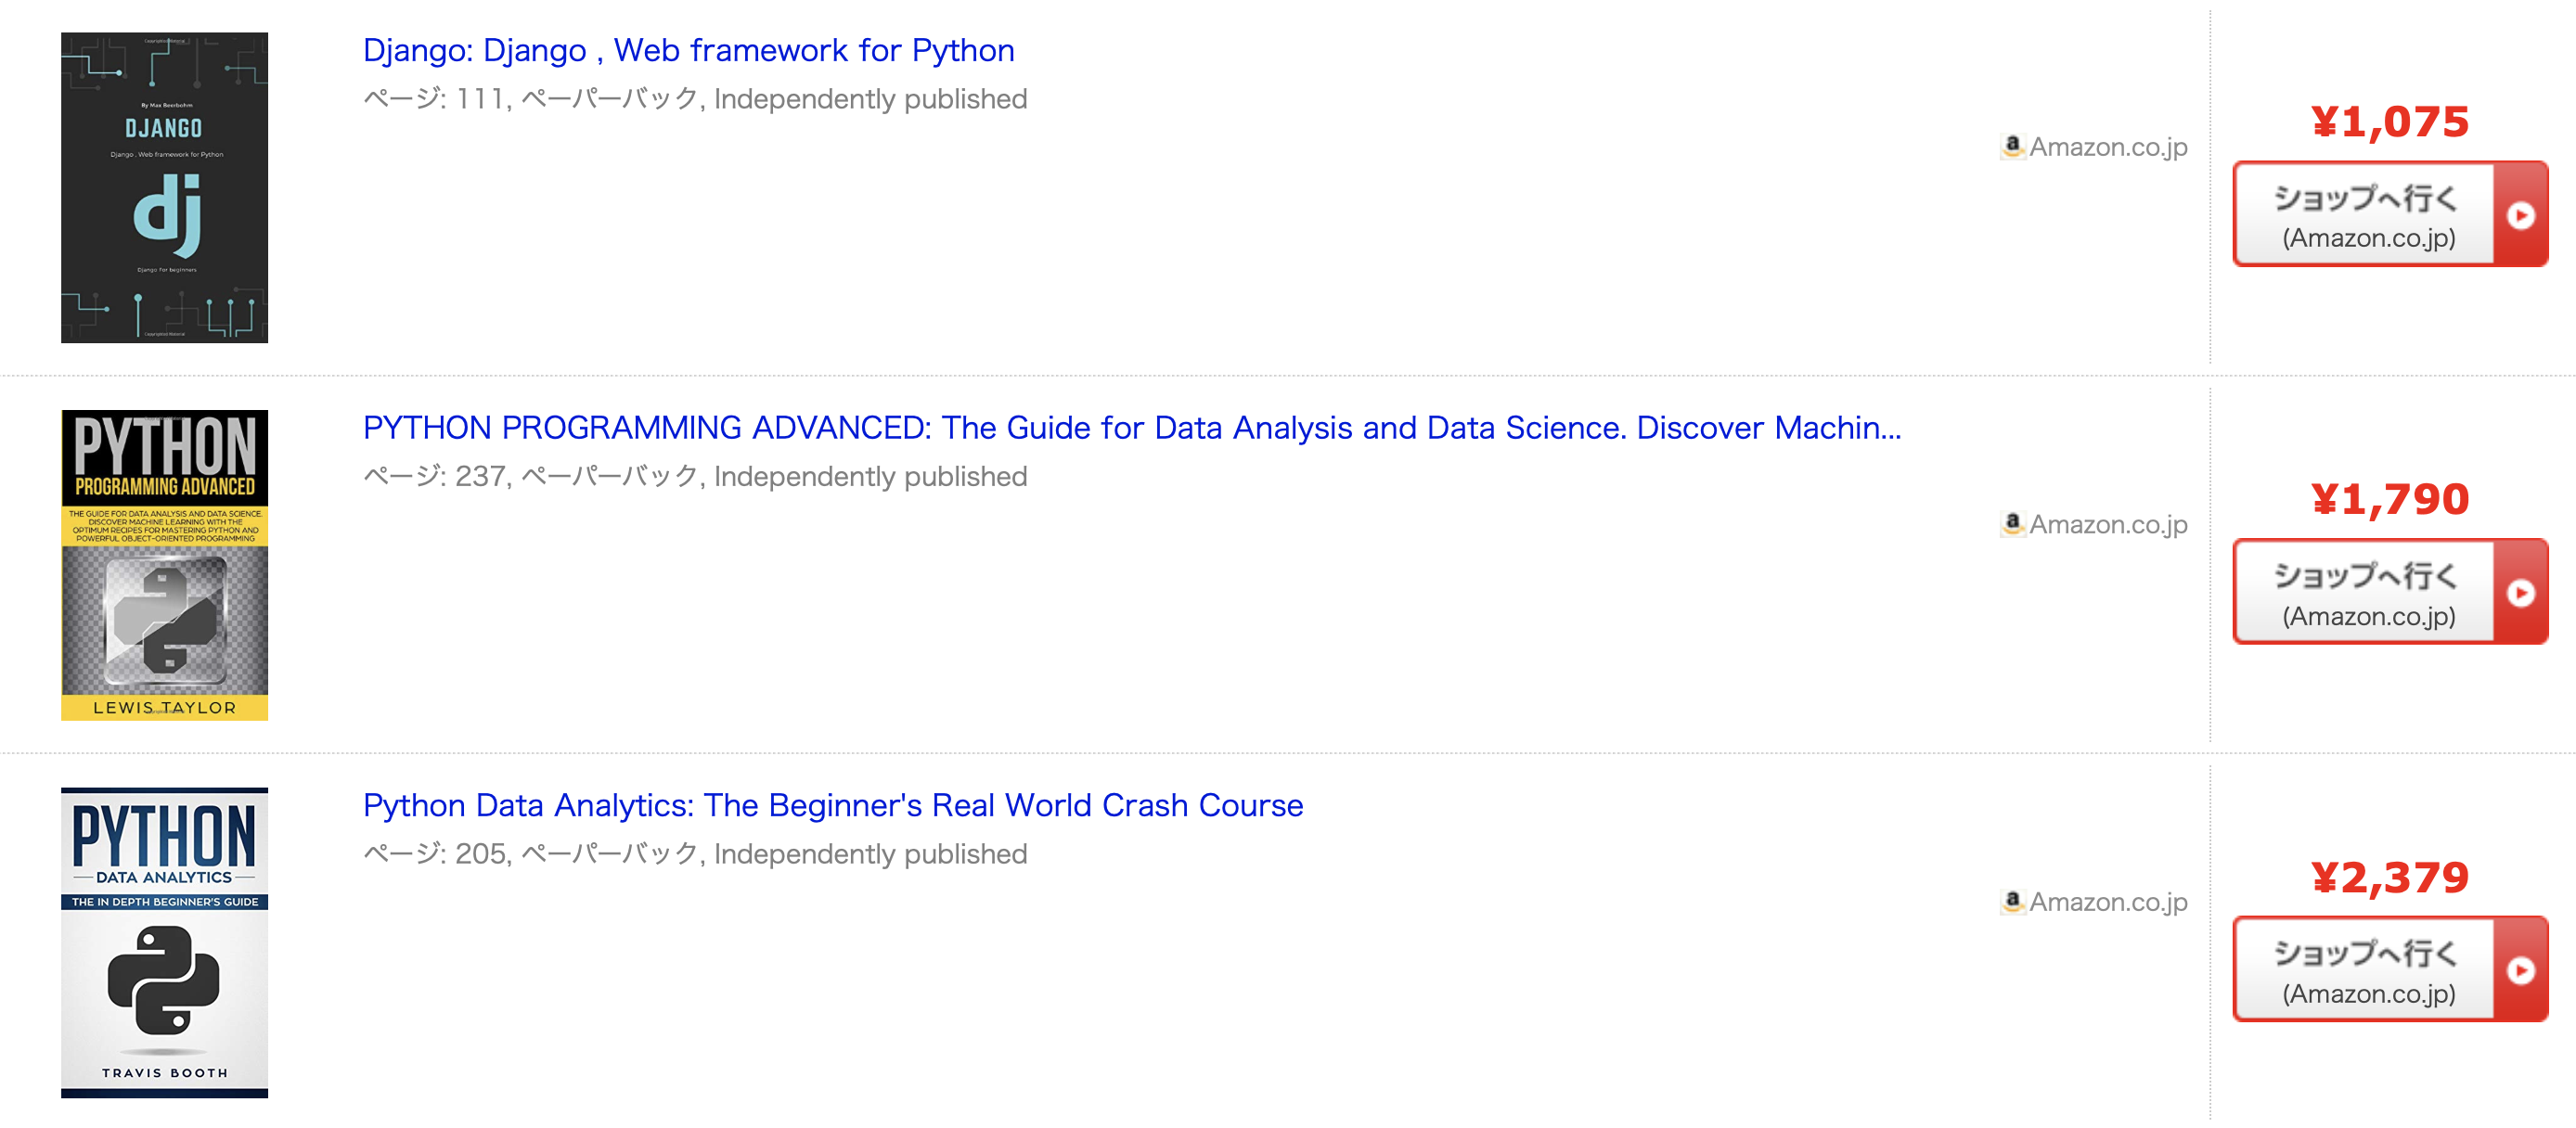 Copyrighted Material
By Max Beerbohm
DJANGO
Django . Web framework for Python
dj
Django For beginners
Copyrighted Material
Django: Django , Web framework for Python
ページ: 111, ペーパーバック, Independently published
Amazon.co.jp
¥1,075
ショップへ行く
(Amazon.co.jp)
PYTHON
PROGRAMMING ADVANCED
THE GUIDE FOR DATA ANALYSIS AND DATA SCIENCE.
DISCOVER MACHINE LEARNING WITH THE
OPTIMUM RECIPES FOR MASTERING PYTHON AND
POWERFUL OBJECT-ORIENTED PROGRAMMING
LEWIS TAYLOR
PYTHON PROGRAMMING ADVANCED: The Guide for Data Analysis and Data Science. Discover Machin...
ページ: 237, ペーパーバック, Independently published
Amazon.co.jp
¥1,790
ショップへ行く
(Amazon.co.jp)
PYTHON
DATA ANALYTICS
THE IN DEPTH BEGINNER'S GUIDE
TRAVIS BOOTH
Python Data Analytics: The Beginner's Real World Crash Course
ページ: 205, ペーパーバック, Independently published
Amazon.co.jp
¥2,379
ショップへ行く
(Amazon.co.jp)